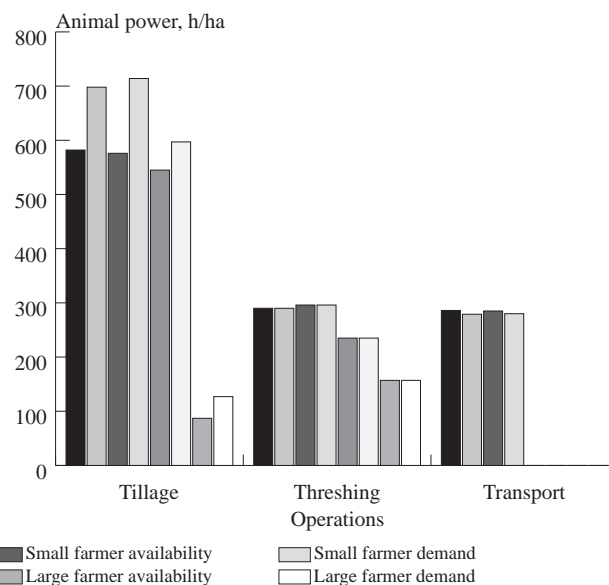 Animal power, h/ha
800
700
600
500
400
300
200
100
0
Tillage Threshing Transport
Operations
Small farmer availability Small farmer demand
Large farmer availability Large farmer demand